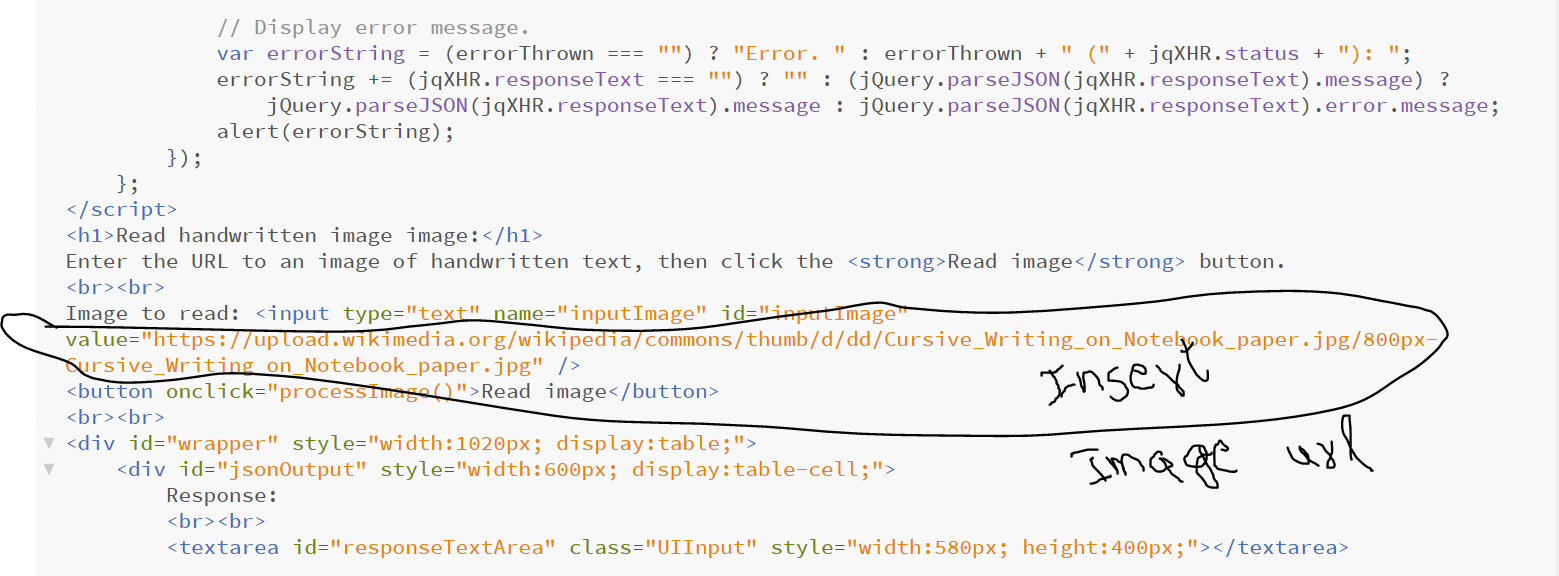 // Display error message.
var errorString = (errorThrown === "") ? "Error. " : errorThrown + " (" + jqXHR.status + "): ";
errorString += (jqXHR.responseText === "") ? "" : (jQuery.parseJSON(jqXHR.responseText).message) ?
jQuery.parseJSON(jqXHR.responseText).message : jQuery.parseJSON(jqXHR.responseText).error.message;
alert(errorString);
});
};
</script>
<h1>Read handwritten image image:</h1>
Enter the URL to an image of handwritten text, then click the <strong>Read image</strong> button.
<br><br>
Image to read: <input type="text" name="inputImage" id="inputImage"
value="https://upload.wikimedia.org/wikipedia/commons/thumb/d/dd/Cursive_Writing_on_Notebook_paper.jpg/800px-
Cursive_Writing_on_Notebook_paper.jpg" />
Insert
<button onclick="processImage()">Read image</button>
<br><br>
<div id="wrapper" style="width:1020px; display:table;">
Image url
<div id="jsonOutput" style="width:600px; display:table-cell;">
Response:
<br><br>
<textarea id="responseTextArea" class="UIInput" style="width:580px; height:400px;"></textarea>